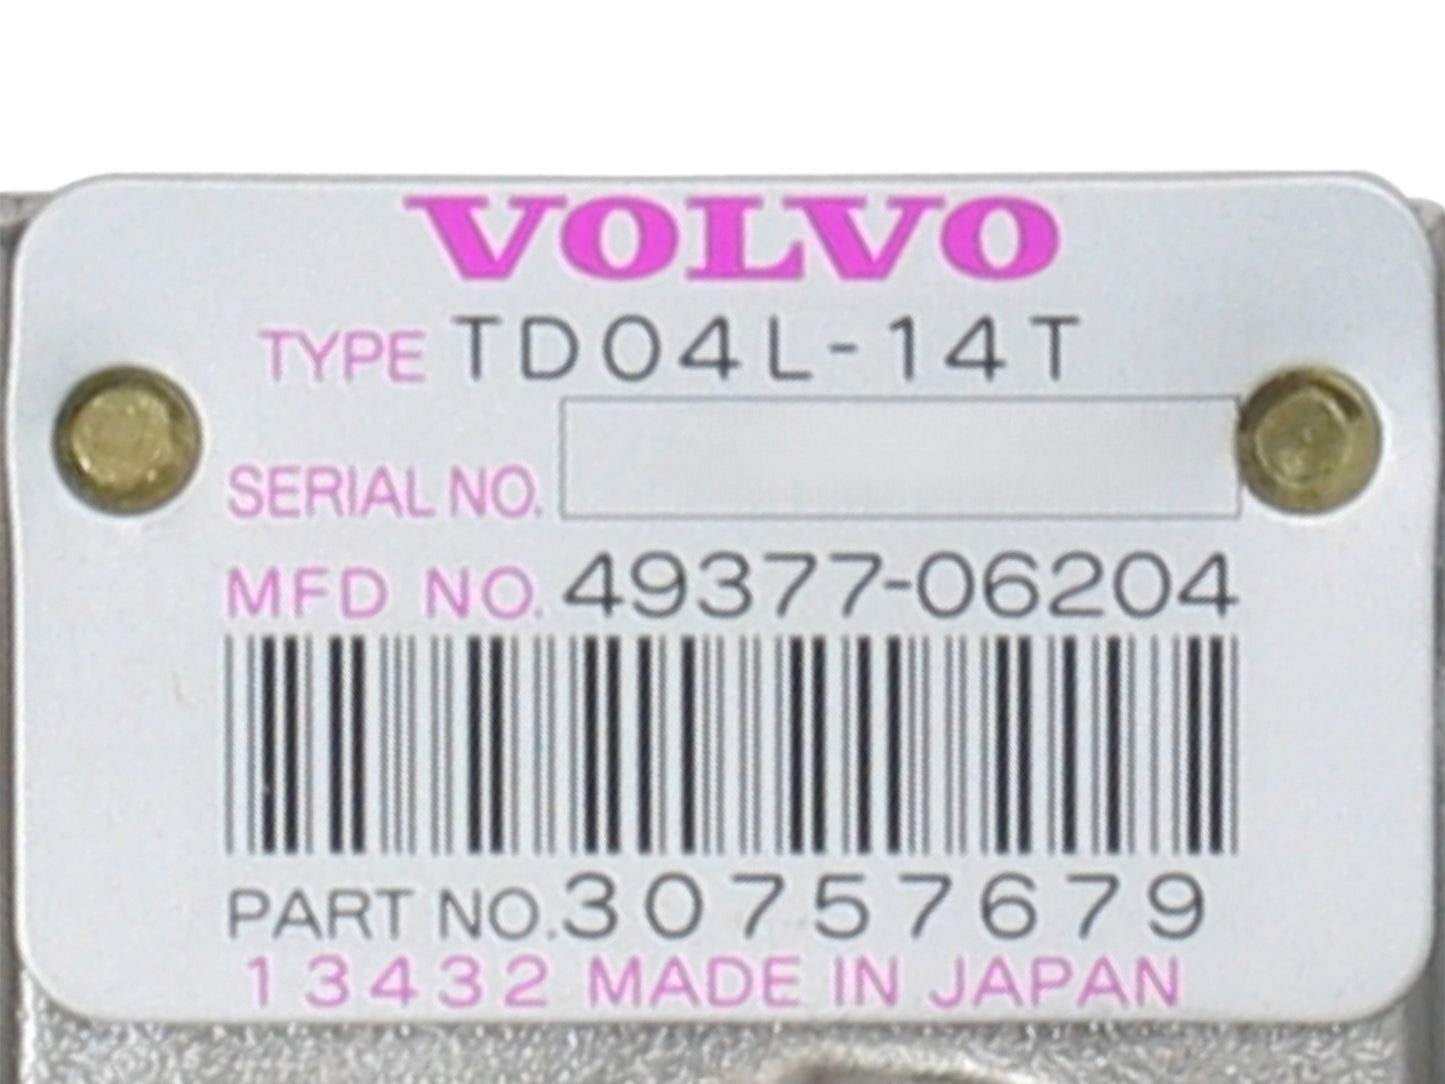 VOLVO
TYPE TD04L-14T
SERIAL NO.
MFD NO. 49377-06204
PART NO. 30757679
13432 MADE IN JAPAN